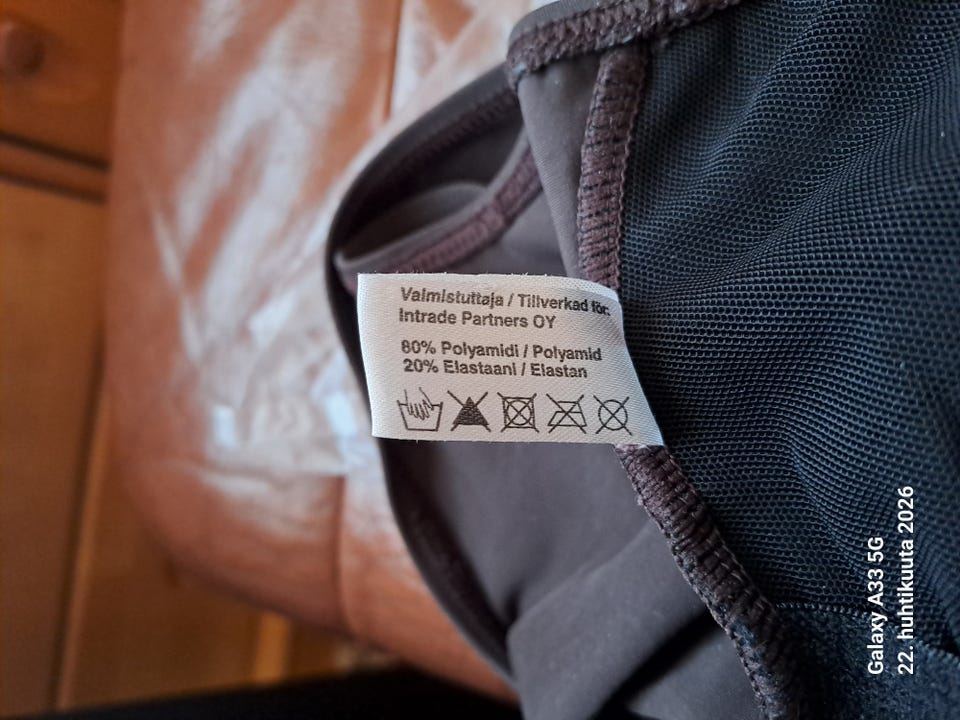 Valmistuttaja / Tillverkad för:
Intrade Partners OY
80% Polyamidi / Polyamid
20% Elastaani / Elastan
Galaxy A33 5G
22. huhtikuuta 2026